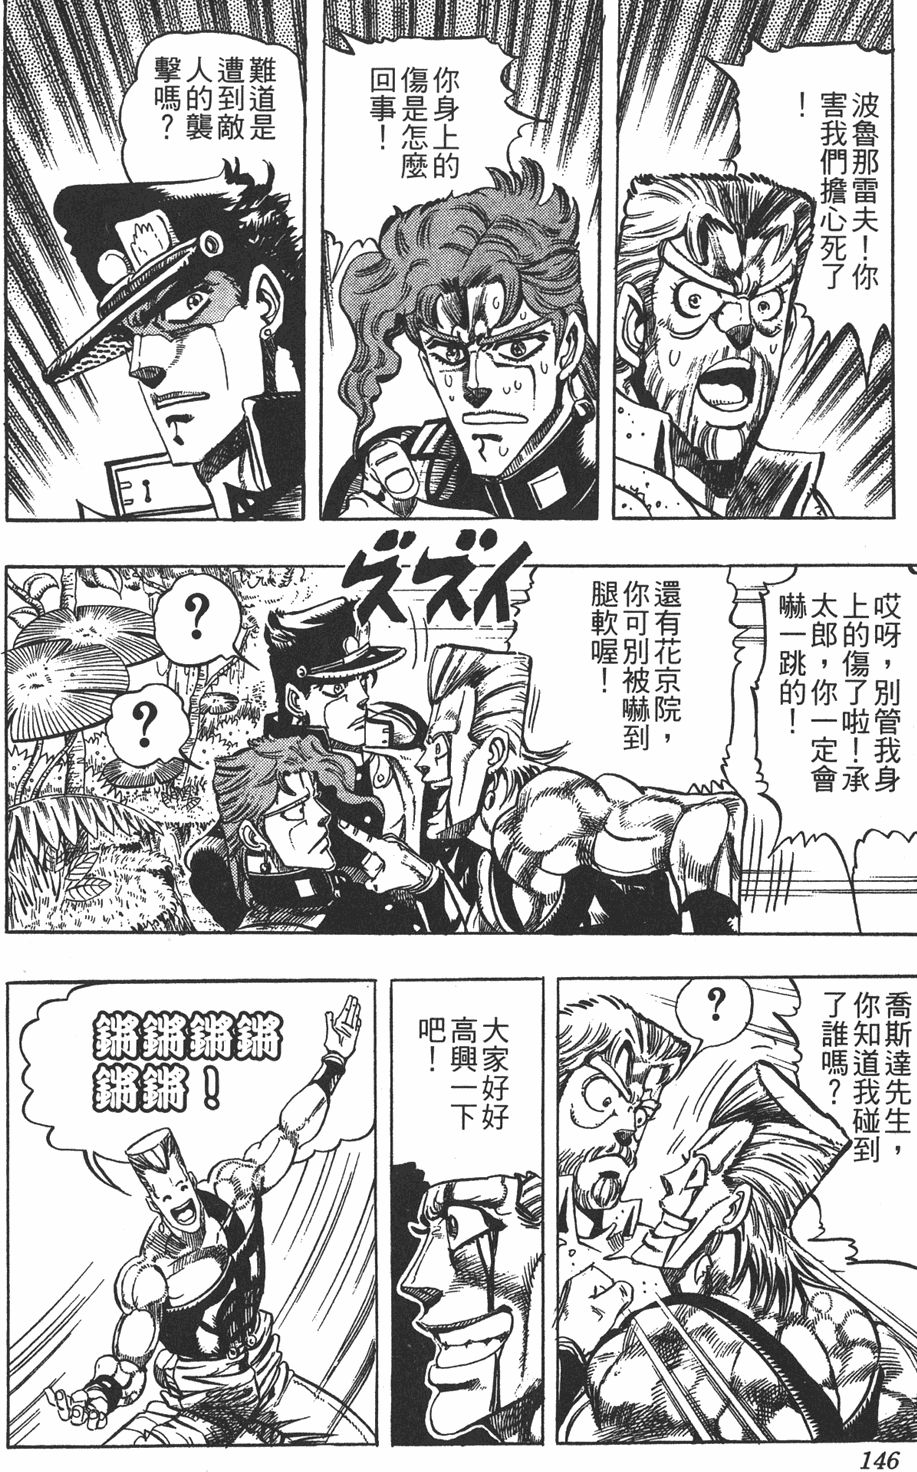 波魯那雷夫！你
害我們擔心死了
！
你身上的
傷是怎麼
回事！
難道是
遭到敵
人的襲
擊嗎？
哎呀，別管我身
上的傷了啦！承
太郎，你一定會
嚇一跳的！
還有花京院，
你可別被嚇到
腿軟喔！
ズズズイ
？
？
喬斯達先生，
你知道我碰到
了誰嗎？
？
大家好好
高興一下
吧！
鏘鏘鏘鏘
鏘鏘！
146